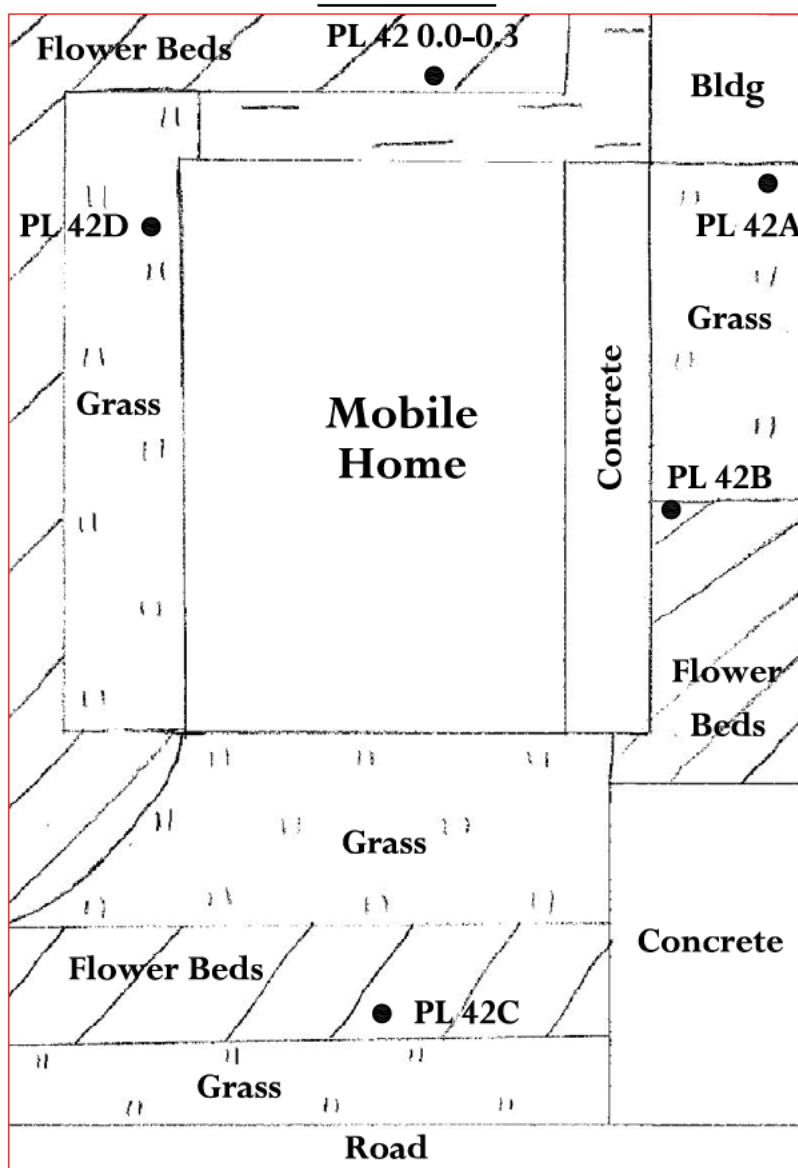 Flower Beds
PL 42 0.0-0.3
Bldg
PL 42D
PL 42A
Grass
Grass
Concrete
Mobile
Home
PL 42B
Flower
Beds
Grass
Concrete
Flower Beds
PL 42C
Grass
Road